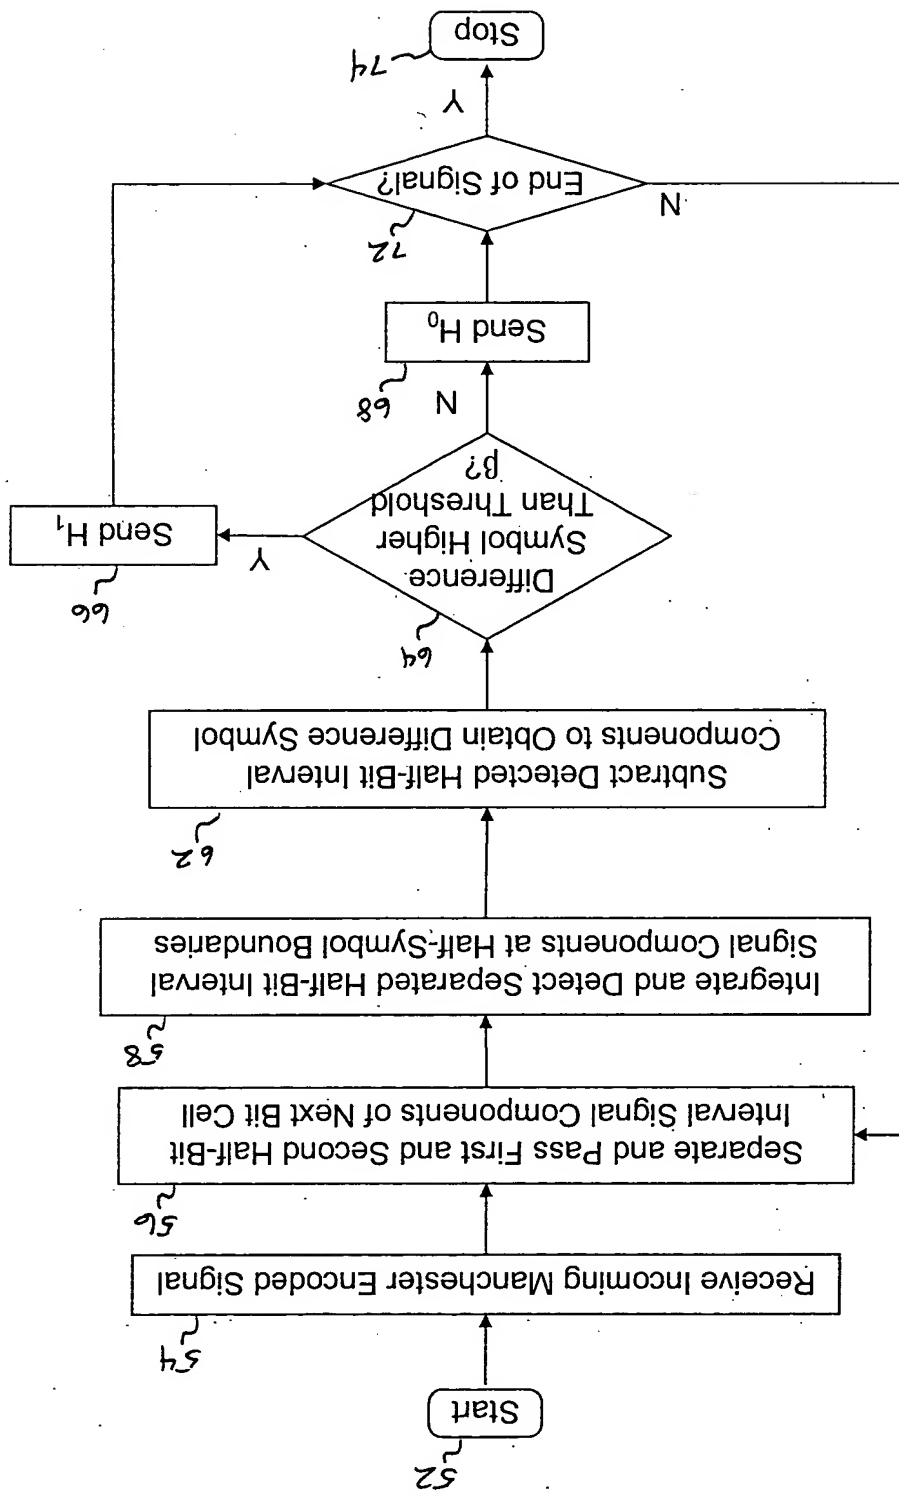 52
Start
54
Receive Incoming Manchester Encoded Signal
56
Separate and Pass First and Second Half-Bit
Interval Signal Components of Next Bit Cell
58
Integrate and Detect Separated Half-Bit Interval
Signal Components at Half-Symbol Boundaries
62
Subtract Detected Half-Bit Interval
Components to Obtain Difference Symbol
64
Difference
Symbol Higher
Than Threshold
β?
Y
66
Send H₁
N
68
Send H₀
72
End of Signal?
N
Y
74
Stop